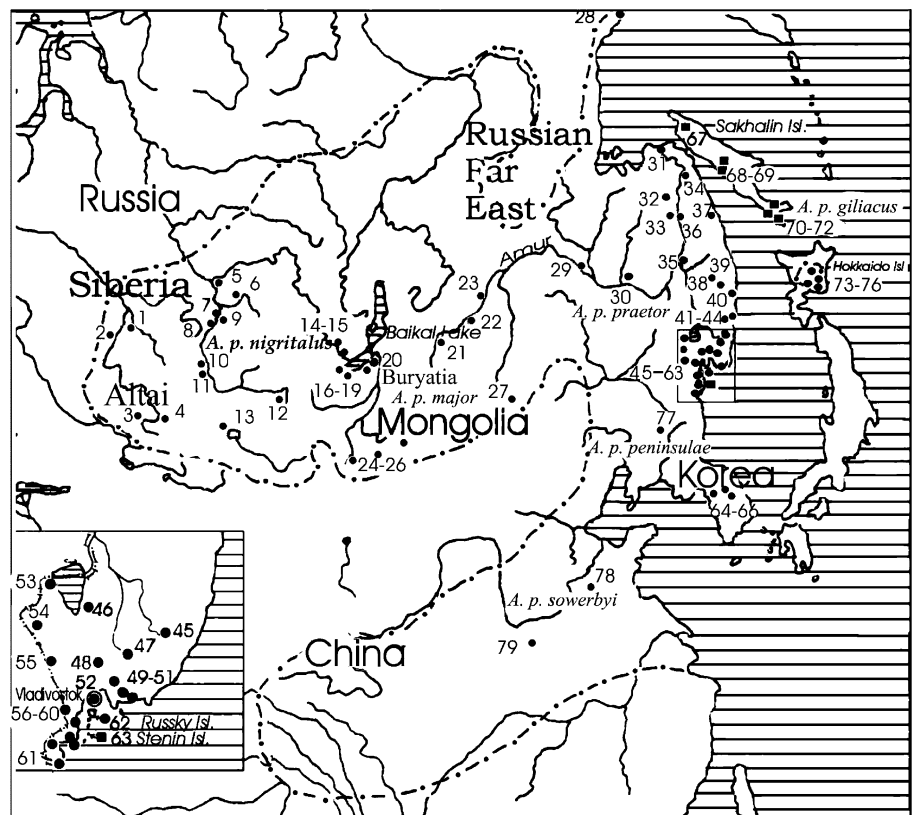 28
Russian
Far
East
67
Sakhalin Isl.
31
68-69
34
32
33
36
37
A. p. giliacus
70-72
Russia
Amur
29
30
35
38
39
40
Hokkaido Isl
73-76
A. p. praetor
41-44
Siberia
5
6
7
8
9
1
2
23
22
21
14-15
Baikal Lake
A. p. nigritalus
10
11
20
16-19
Buryatia
A. p. major
45-63
Altai
3
4
12
13
27
Mongolia
24-26
77
A. p. peninsulae
Korea
64-66
78
A. p. sowerbyi
79
China
53
46
54
45
47
55
48
52
49-51
Vladivostok
56-60
62 Russky Isl.
63 Stenin Isl.
61